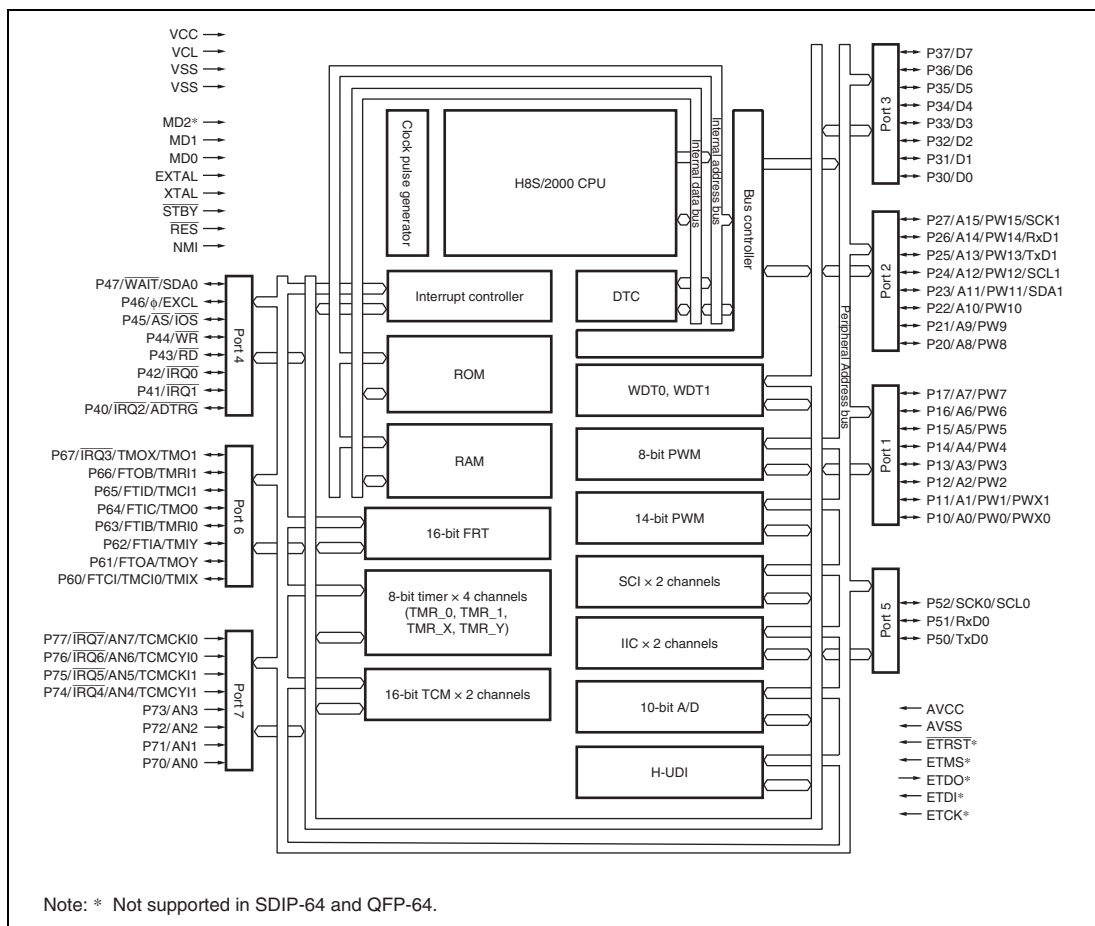 VCC
VCL
VSS
VSS
MD2*
MD1
MD0
EXTAL
XTAL
STBY
RES
NMI
P47/WAIT/SDA0
P46/ϕ/EXCL
P45/AS/IOS
P44/WR
P43/RD
P42/IRQ0
P41/IRQ1
P40/IRQ2/ADTRG
Port 4
P67/IRQ3/TMOX/TMO1
P66/FTOB/TMRI1
P65/FTID/TMCI1
P64/FTIC/TMO0
P63/FTIB/TMRI0
P62/FTIA/TMIY
P61/FTOA/TMOY
P60/FTCI/TMCI0/TMIX
Port 6
P77/IRQ7/AN7/TCMCKI0
P76/IRQ6/AN6/TCMCYI0
P75/IRQ5/AN5/TCMCKI1
P74/IRQ4/AN4/TCMCYI1
P73/AN3
P72/AN2
P71/AN1
P70/AN0
Port 7
Clock pulse generator
H8S/2000 CPU
Internal data bus
Internal address bus
Bus controller
Interrupt controller
DTC
ROM
RAM
16-bit FRT
8-bit timer × 4 channels
(TMR_0, TMR_1,
TMR_X, TMR_Y)
16-bit TCM × 2 channels
WDT0, WDT1
8-bit PWM
14-bit PWM
SCI × 2 channels
IIC × 2 channels
10-bit A/D
H-UDI
Peripheral Address bus
Port 3
P37/D7
P36/D6
P35/D5
P34/D4
P33/D3
P32/D2
P31/D1
P30/D0
Port 2
P27/A15/PW15/SCK1
P26/A14/PW14/RxD1
P25/A13/PW13/TxD1
P24/A12/PW12/SCL1
P23/A11/PW11/SDA1
P22/A10/PW10
P21/A9/PW9
P20/A8/PW8
Port 1
P17/A7/PW7
P16/A6/PW6
P15/A5/PW5
P14/A4/PW4
P13/A3/PW3
P12/A2/PW2
P11/A1/PW1/PWX1
P10/A0/PW0/PWX0
Port 5
P52/SCK0/SCL0
P51/RxD0
P50/TxD0
AVCC
AVSS
ETRST*
ETMS*
ETDO*
ETDI*
ETCK*
Note: * Not supported in SDIP-64 and QFP-64.